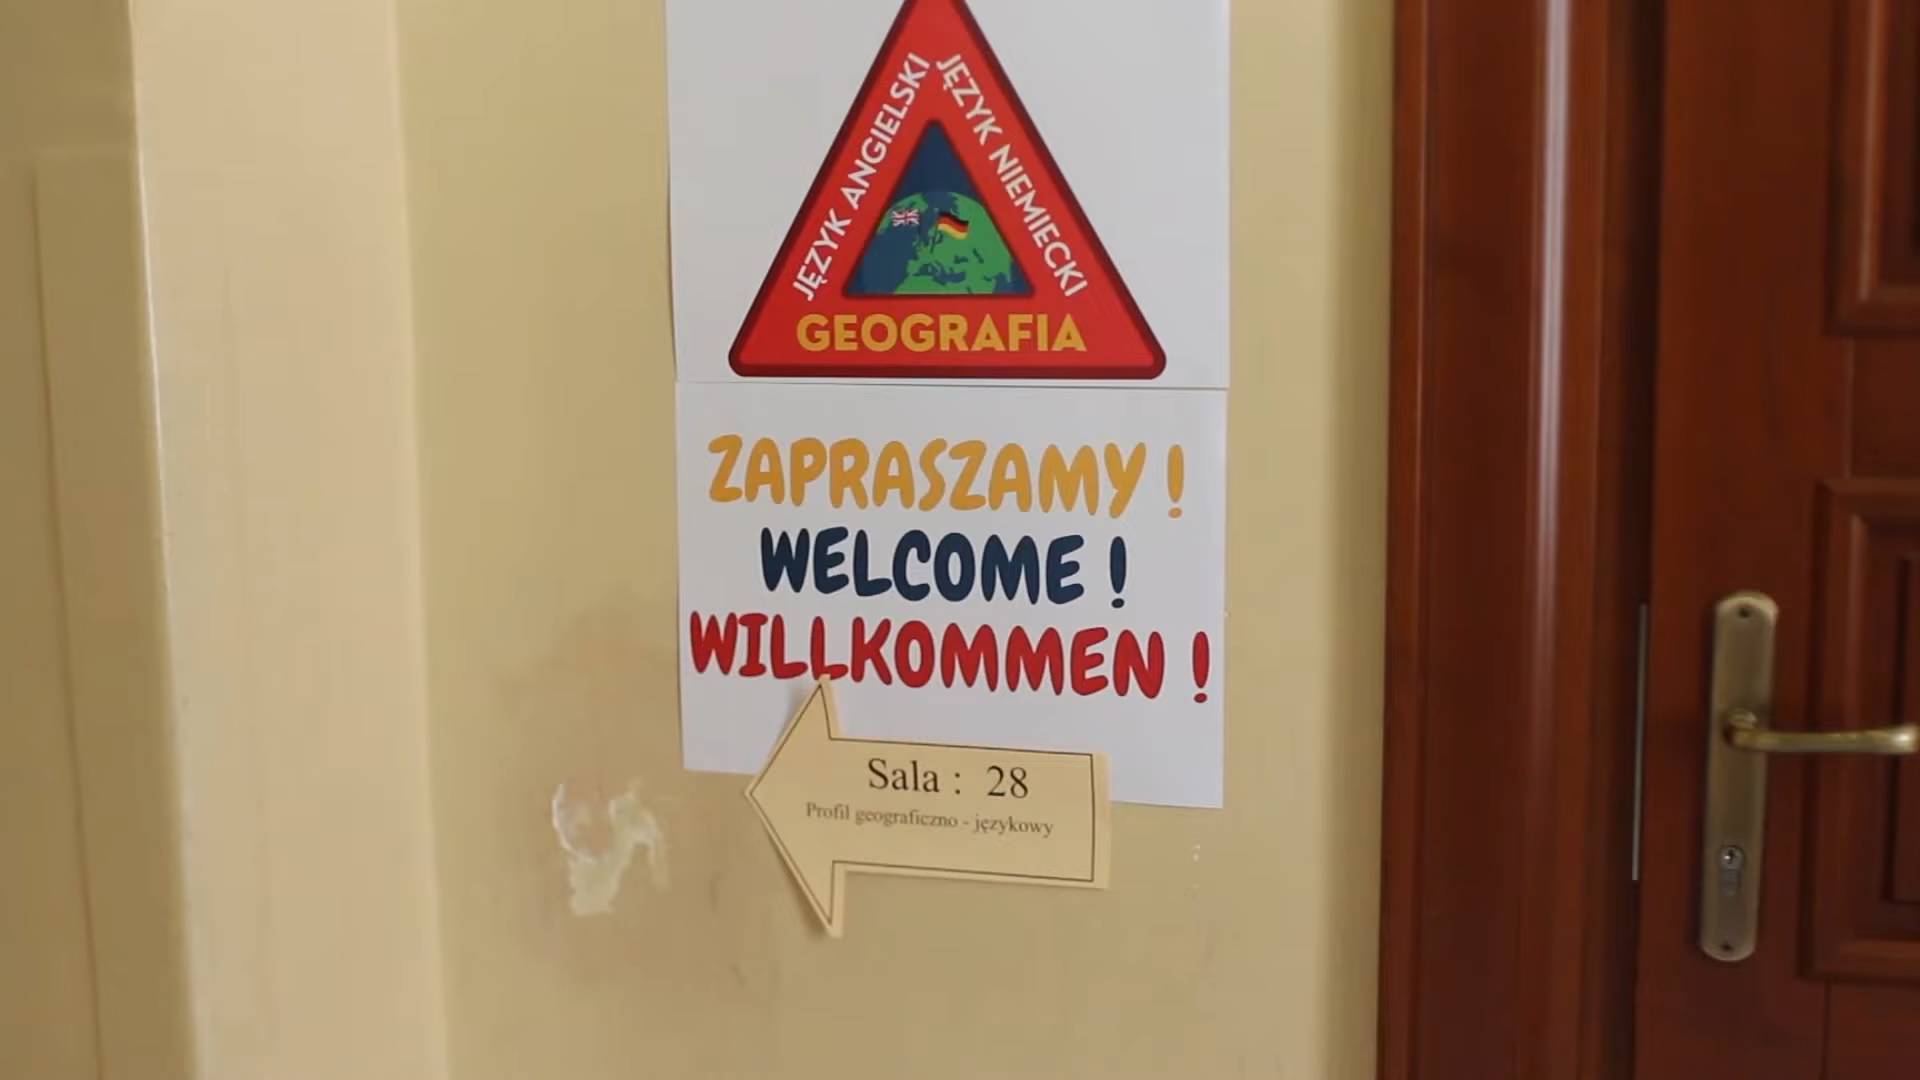 JĘZYK ANGIELSKI
JĘZYK NIEMIECKI
GEOGRAFIA
ZAPRASZAMY !
WELCOME !
WILLKOMMEN !
Sala : 28
Profil geograficzno - językowy